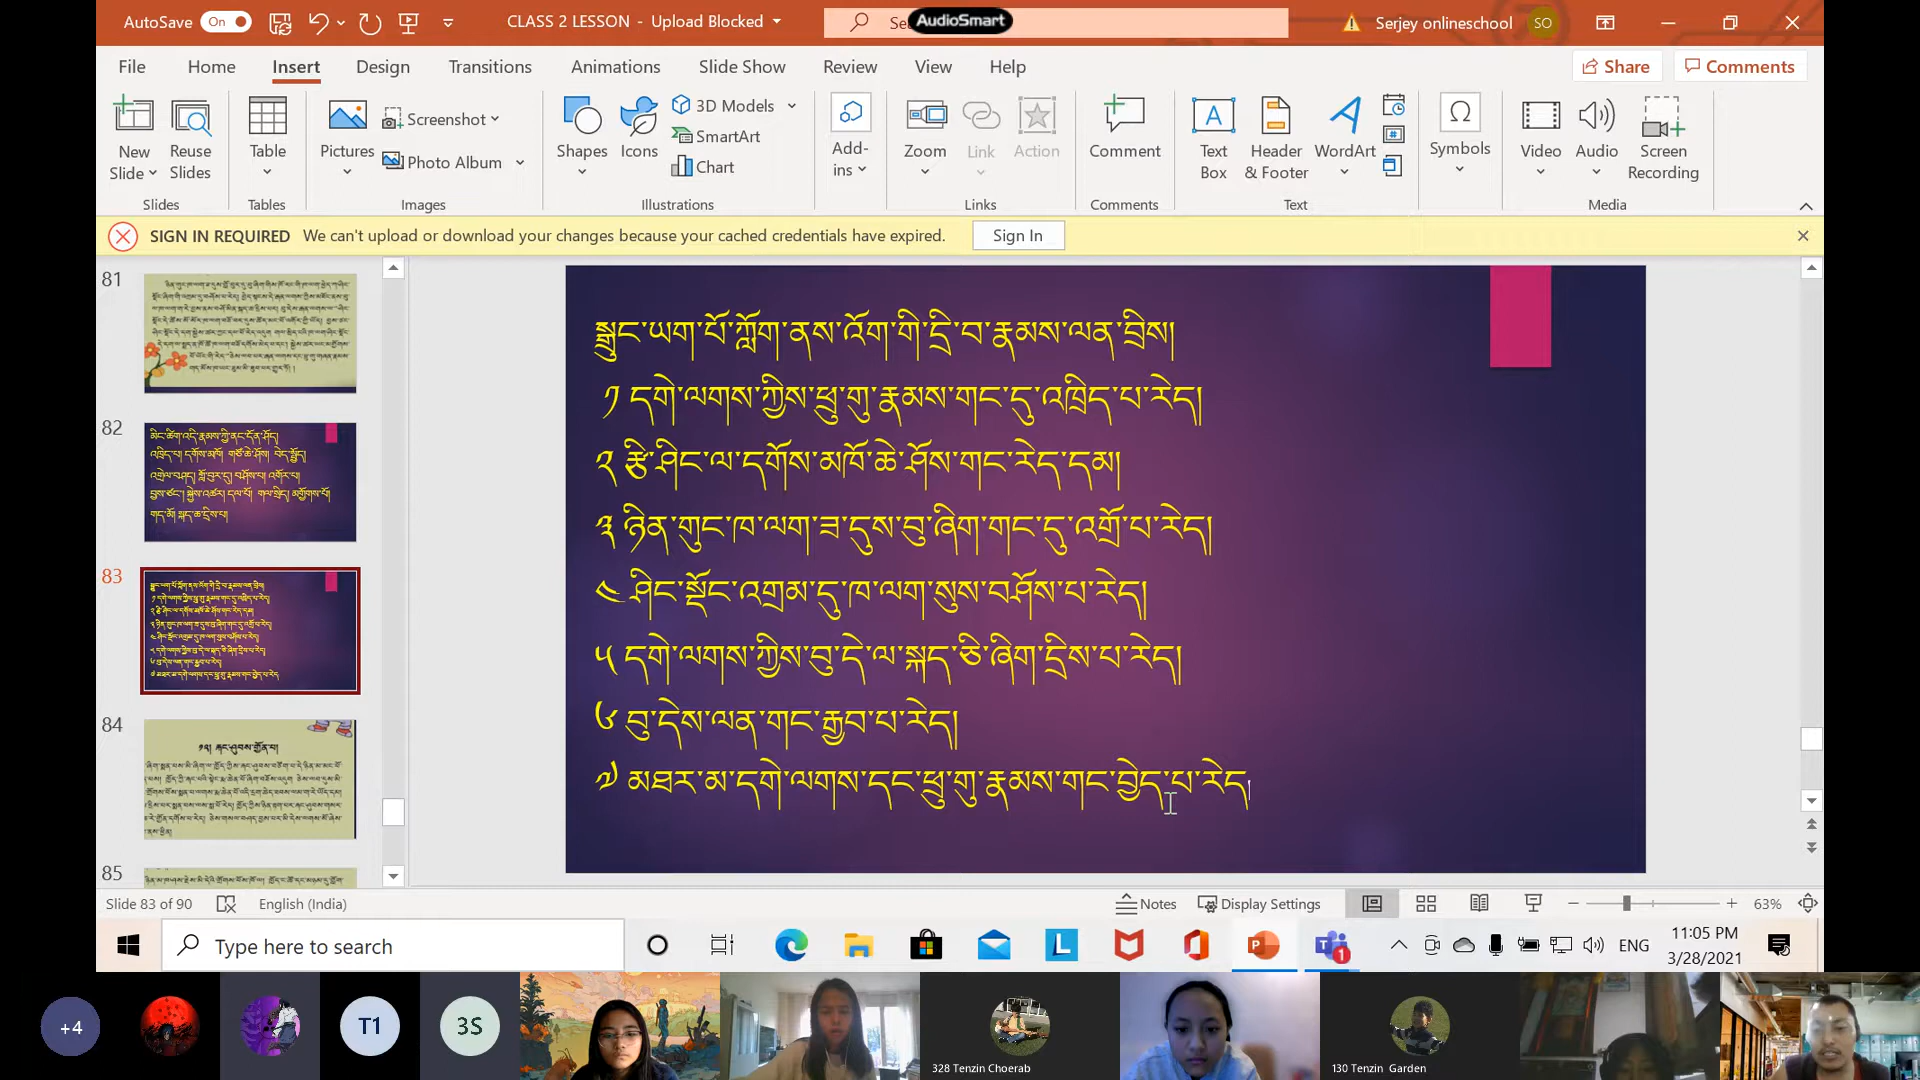 AutoSave On CLASS 2 LESSON - Upload Blocked AudioSmart Serjey onlineschool SO
File Home Insert Design Transitions Animations Slide Show Review View Help Share Comments
New Slide Reuse Slides Table Pictures Screenshot Photo Album Shapes Icons 3D Models SmartArt Chart Add-ins Zoom Link Action Comment Text Box Header & Footer WordArt Symbols Video Audio Screen Recording
Slides Tables Images Illustrations Links Comments Text Media
SIGN IN REQUIRED We can't upload or download your changes because your cached credentials have expired. Sign In
81
82
83
84
85
སྒྲུང་ཡག་པོ་ཀློག་ནས་འོག་གི་དྲི་བ་རྣམས་ལན་བྲིས།
༡ དགེ་ལགས་ཀྱིས་ཕྲུ་གུ་རྣམས་གང་དུ་འཁྲིད་པ་རེད།
༢ རྩི་ཤིང་ལ་དགོས་མཁོ་ཆེ་ཤོས་གང་རེད་དམ།
༣ ཉིན་གུང་ཁ་ལག་ཟ་དུས་བུ་ཞིག་གང་དུ་འགྲོ་པ་རེད།
༤ ཤིང་སྡོང་འགྲམ་དུ་ཁ་ལག་སུས་བཤོས་པ་རེད།
༥ དགེ་ལགས་ཀྱིས་བུ་དེ་ལ་སྐད་ཅི་ཞིག་དྲིས་པ་རེད།
༦ བུ་དེས་ལན་གང་རྒྱབ་པ་རེད།
༧ མཐར་མ་དགེ་ལགས་དང་ཕྲུ་གུ་རྣམས་གང་བྱེད་པ་རེད
Slide 83 of 90 English (India) Notes Display Settings 63%
Type here to search ENG 11:05 PM
3/28/2021
+4 T1 3S 328 Tenzin Choerab 130 Tenzin Garden